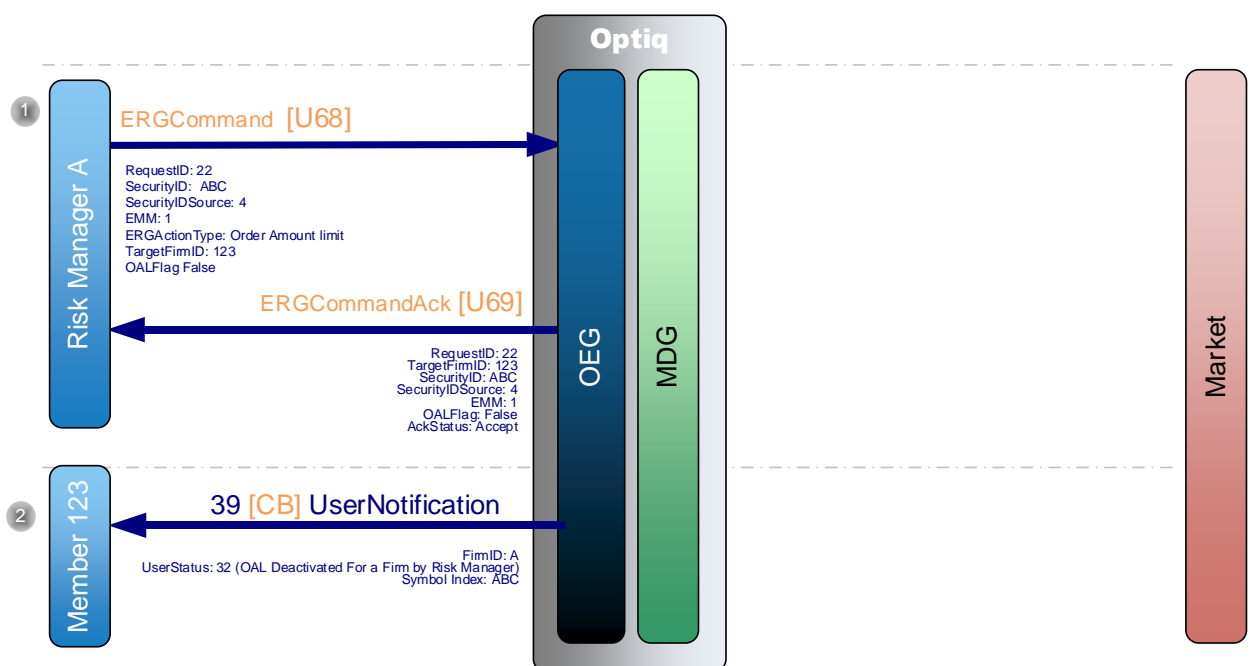 Optiq
1
Risk Manager A
ERGCommand [U68]
RequestID: 22
SecurityID: ABC
SecurityIDSource: 4
EMM: 1
ERGActionType: Order Amount limit
TargetFirmID: 123
OALFlag False
ERGCommandAck [U69]
RequestID: 22
TargetFirmID: 123
SecurityID: ABC
SecurityIDSource: 4
EMM: 1
OALFlag: False
AckStatus: Accept
OEG
MDG
Market
2
Member 123
39 [CB] UserNotification
FirmID: A
UserStatus: 32 (OAL Deactivated For a Firm by Risk Manager)
Symbol Index: ABC